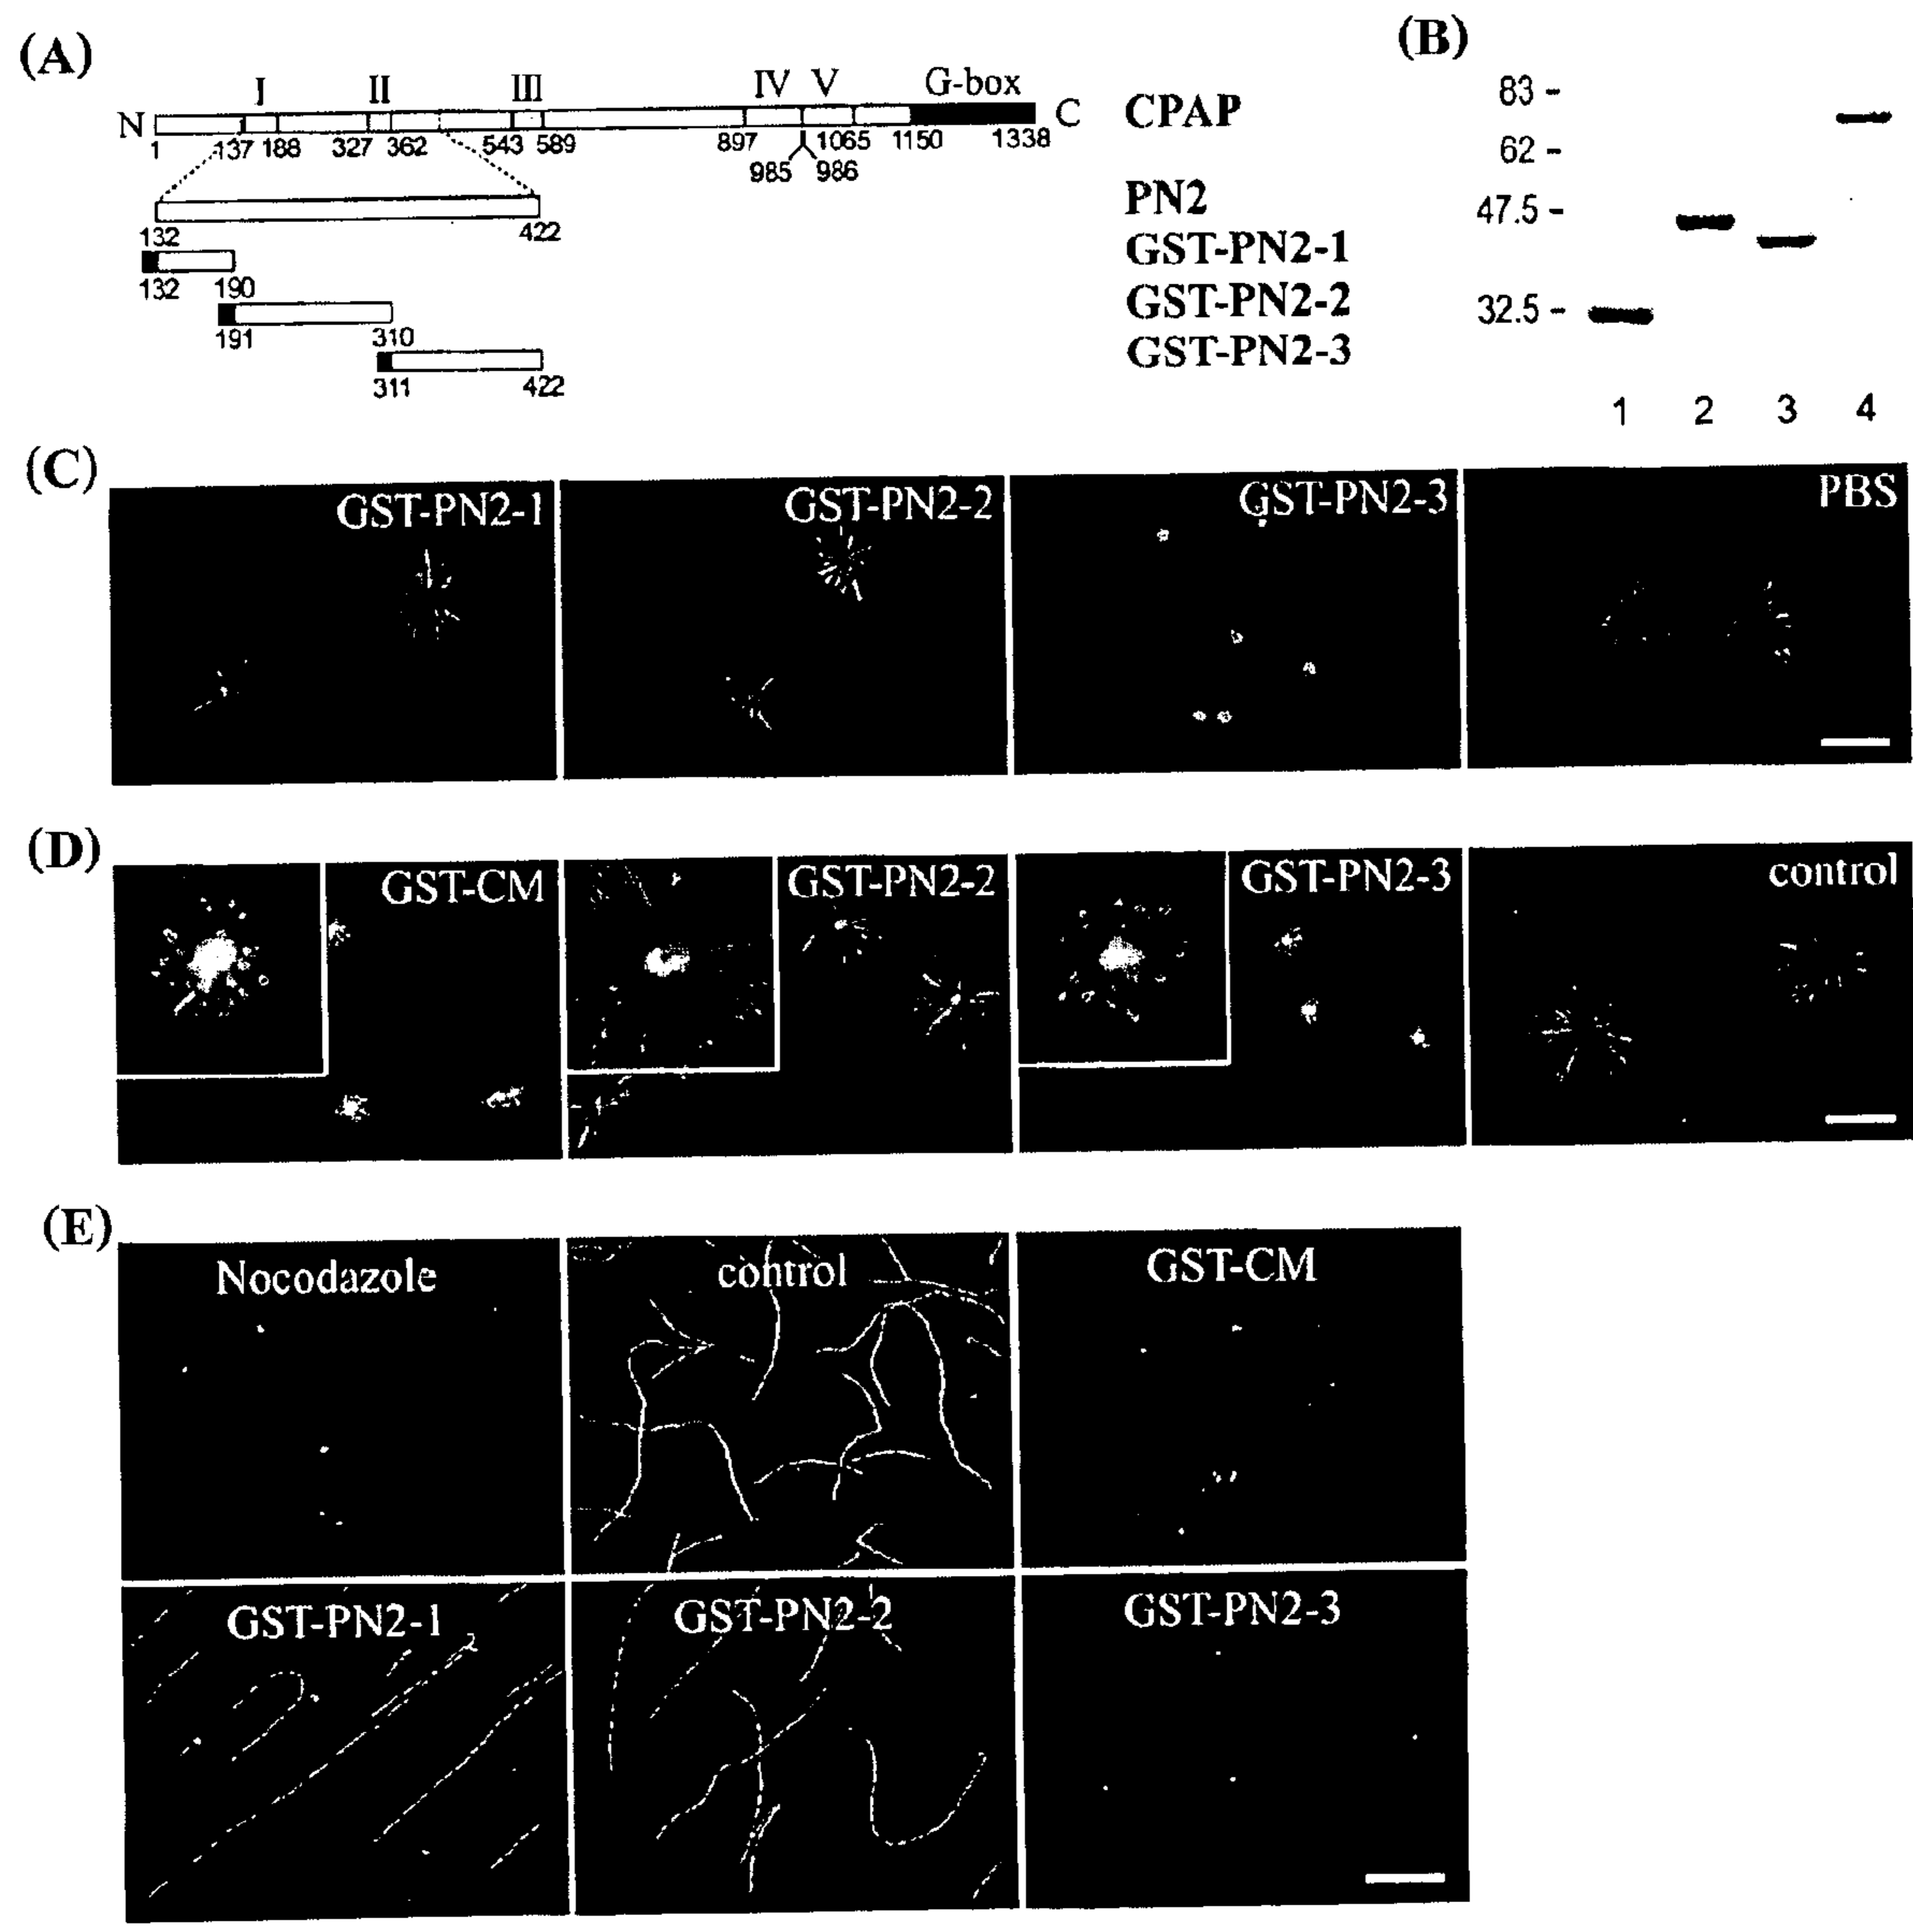 (A)
I II III IV V G-box
N C
1 137 188 327 362 543 589 897 1065 1150 1338
985 986
132 422
132 190
191 310
311 422
CPAP
PN2
GST-PN2-1
GST-PN2-2
GST-PN2-3
(B)
83 -
62 -
47.5 -
32.5 -
1 2 3 4
(C)
GST-PN2-1 GST-PN2-2 GST-PN2-3 PBS
(D)
GST-CM GST-PN2-2 GST-PN2-3 control
(E)
Nocodazole control GST-CM
GST-PN2-1 GST-PN2-2 GST-PN2-3